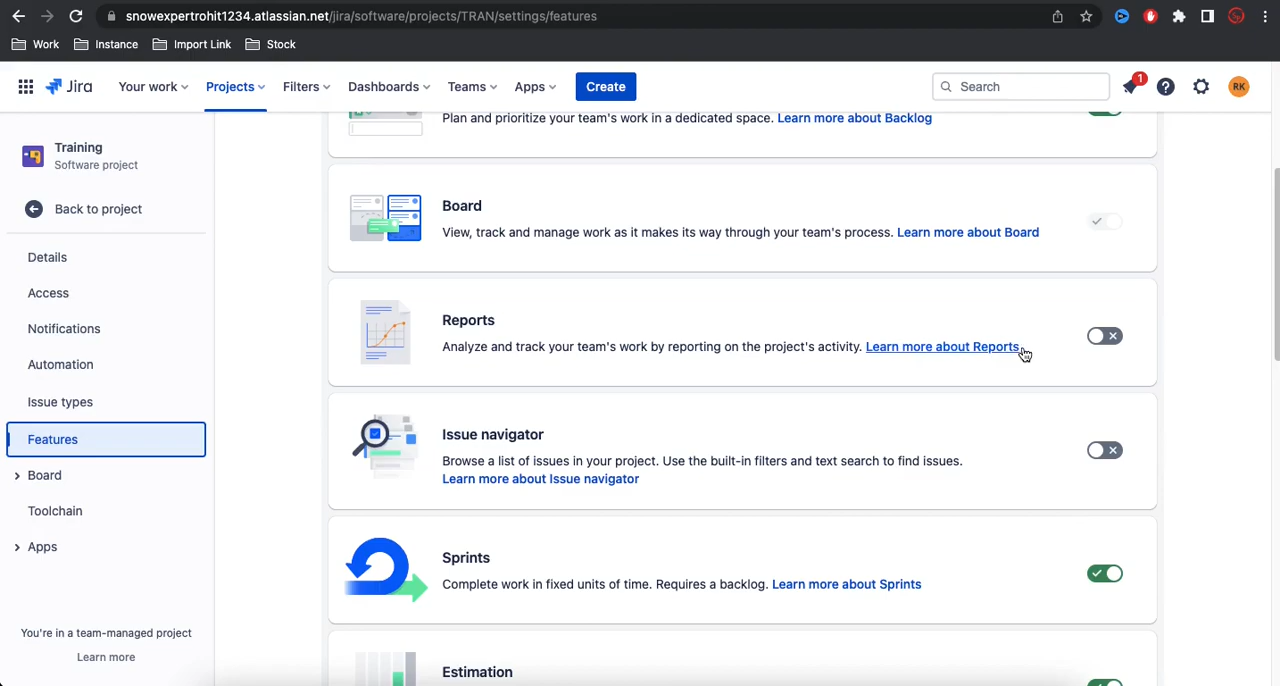 snowexpertrohit1234.atlassian.net/jira/software/projects/TRAN/settings/features
Work Instance Import Link Stock
Jira Your work Projects Filters Dashboards Teams Apps Create Search 1 RK
Training
Software project
Back to project
Details
Access
Notifications
Automation
Issue types
Features
Board
Toolchain
Apps
You're in a team-managed project
Learn more
Plan and prioritize your team's work in a dedicated space. Learn more about Backlog
Board
View, track and manage work as it makes its way through your team's process. Learn more about Board
Reports
Analyze and track your team's work by reporting on the project's activity. Learn more about Reports
Issue navigator
Browse a list of issues in your project. Use the built-in filters and text search to find issues.
Learn more about Issue navigator
Sprints
Complete work in fixed units of time. Requires a backlog. Learn more about Sprints
Estimation